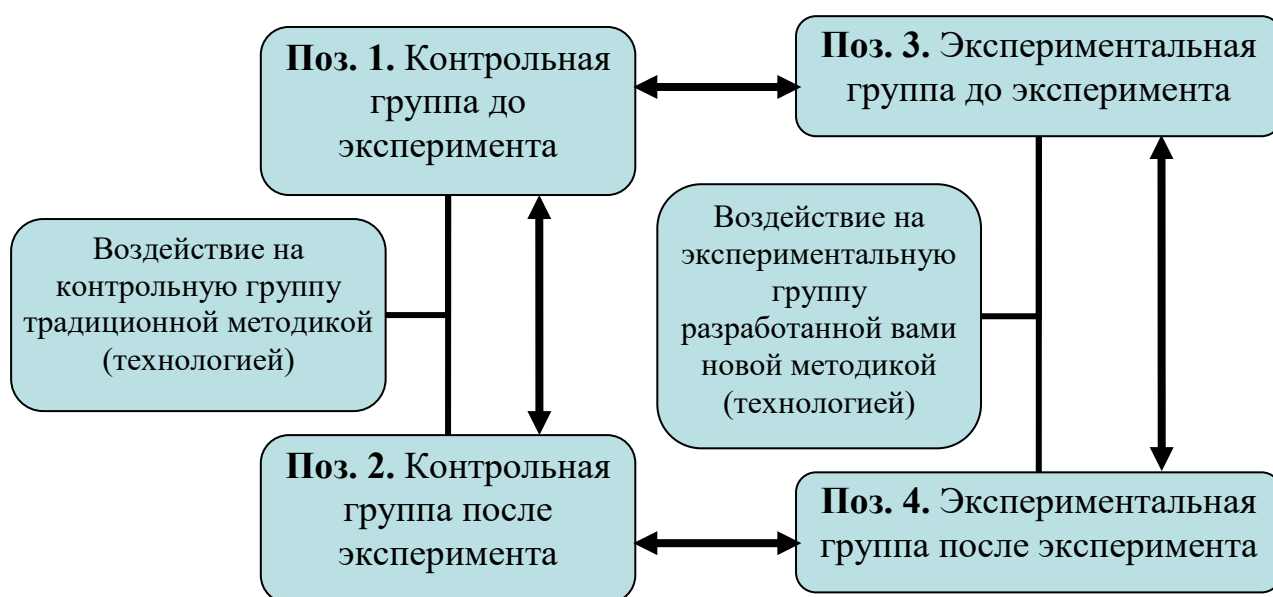 Поз. 1. Контрольная
группа до
эксперимента
Поз. 3. Экспериментальная
группа до эксперимента
Воздействие на
контрольную группу
традиционной методикой
(технологией)
Воздействие на
экспериментальную
группу
разработанной вами
новой методикой
(технологией)
Поз. 2. Контрольная
группа после
эксперимента
Поз. 4. Экспериментальная
группа после эксперимента